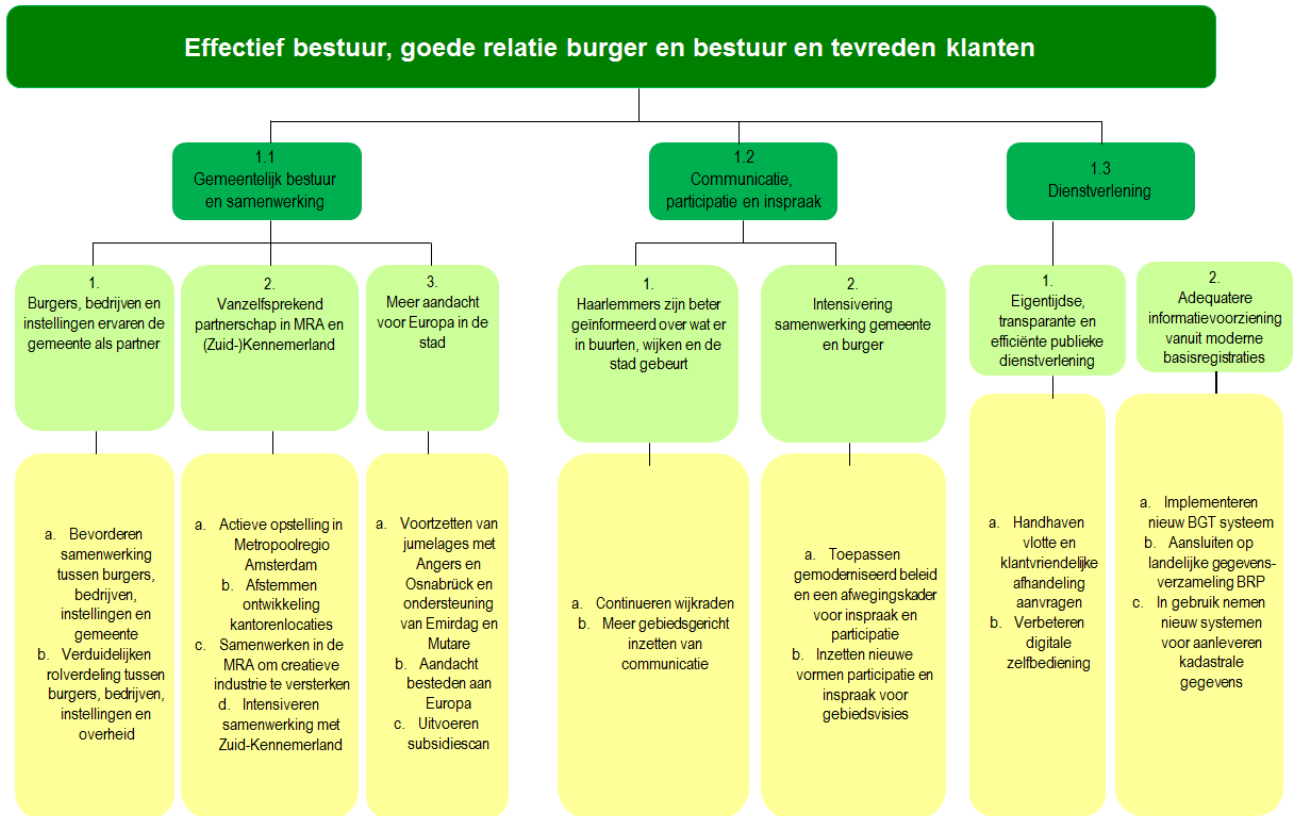 Effectief bestuur, goede relatie burger en bestuur en tevreden klanten
1.1
Gemeentelijk bestuur
en samenwerking
1.2
Communicatie,
participatie en inspraak
1.3
Dienstverlening
1.
Burgers, bedrijven en
instellingen ervaren de
gemeente als partner
2.
Vanzelfsprekend
partnerschap in MRA en
(Zuid-)Kennemerland
3.
Meer aandacht
voor Europa in de
stad
1.
Haarlemmers zijn beter
geïnformeerd over wat er
in buurten, wijken en de
stad gebeurt
2.
Intensivering
samenwerking gemeente
en burger
1.
Eigentijdse,
transparante en
efficiënte publieke
dienstverlening
2.
Adequatere
informatievoorziening
vanuit moderne
basisregistraties
a. Bevorderen
samenwerking
tussen burgers,
bedrijven,
instellingen en
gemeente
b. Verduidelijken
rolverdeling tussen
burgers, bedrijven,
instellingen en
overheid
a. Actieve opstelling in
Metropoolregio
Amsterdam
b. Afstemmen
ontwikkeling
kantorenlocaties
c. Samenwerken in de
MRA om creatieve
industrie te versterken
d. Intensiveren
samenwerking met
Zuid-Kennemerland
a. Voortzetten van
jumelages met
Angers en
Osnabrück en
ondersteuning
van Emirdag en
Mutare
b. Aandacht
besteden aan
Europa
c. Uitvoeren
subsidiescan
a. Continueren wijkraden
b. Meer gebiedsgericht
inzetten van
communicatie
a. Toepassen
gemoderniseerd beleid
en een afwegingskader
voor inspraak en
participatie
b. Inzetten nieuwe
vormen participatie en
inspraak voor
gebiedsvisies
a. Handhaven
vlotte en
klantvriendelijke
afhandeling
aanvragen
b. Verbeteren
digitale
zelfbediening
a. Implementeren
nieuw BGT systeem
b. Aansluiten op
landelijke gegevens-
verzameling BRP
c. In gebruik nemen
nieuw systemen
voor aanleveren
kadastrale
gegevens